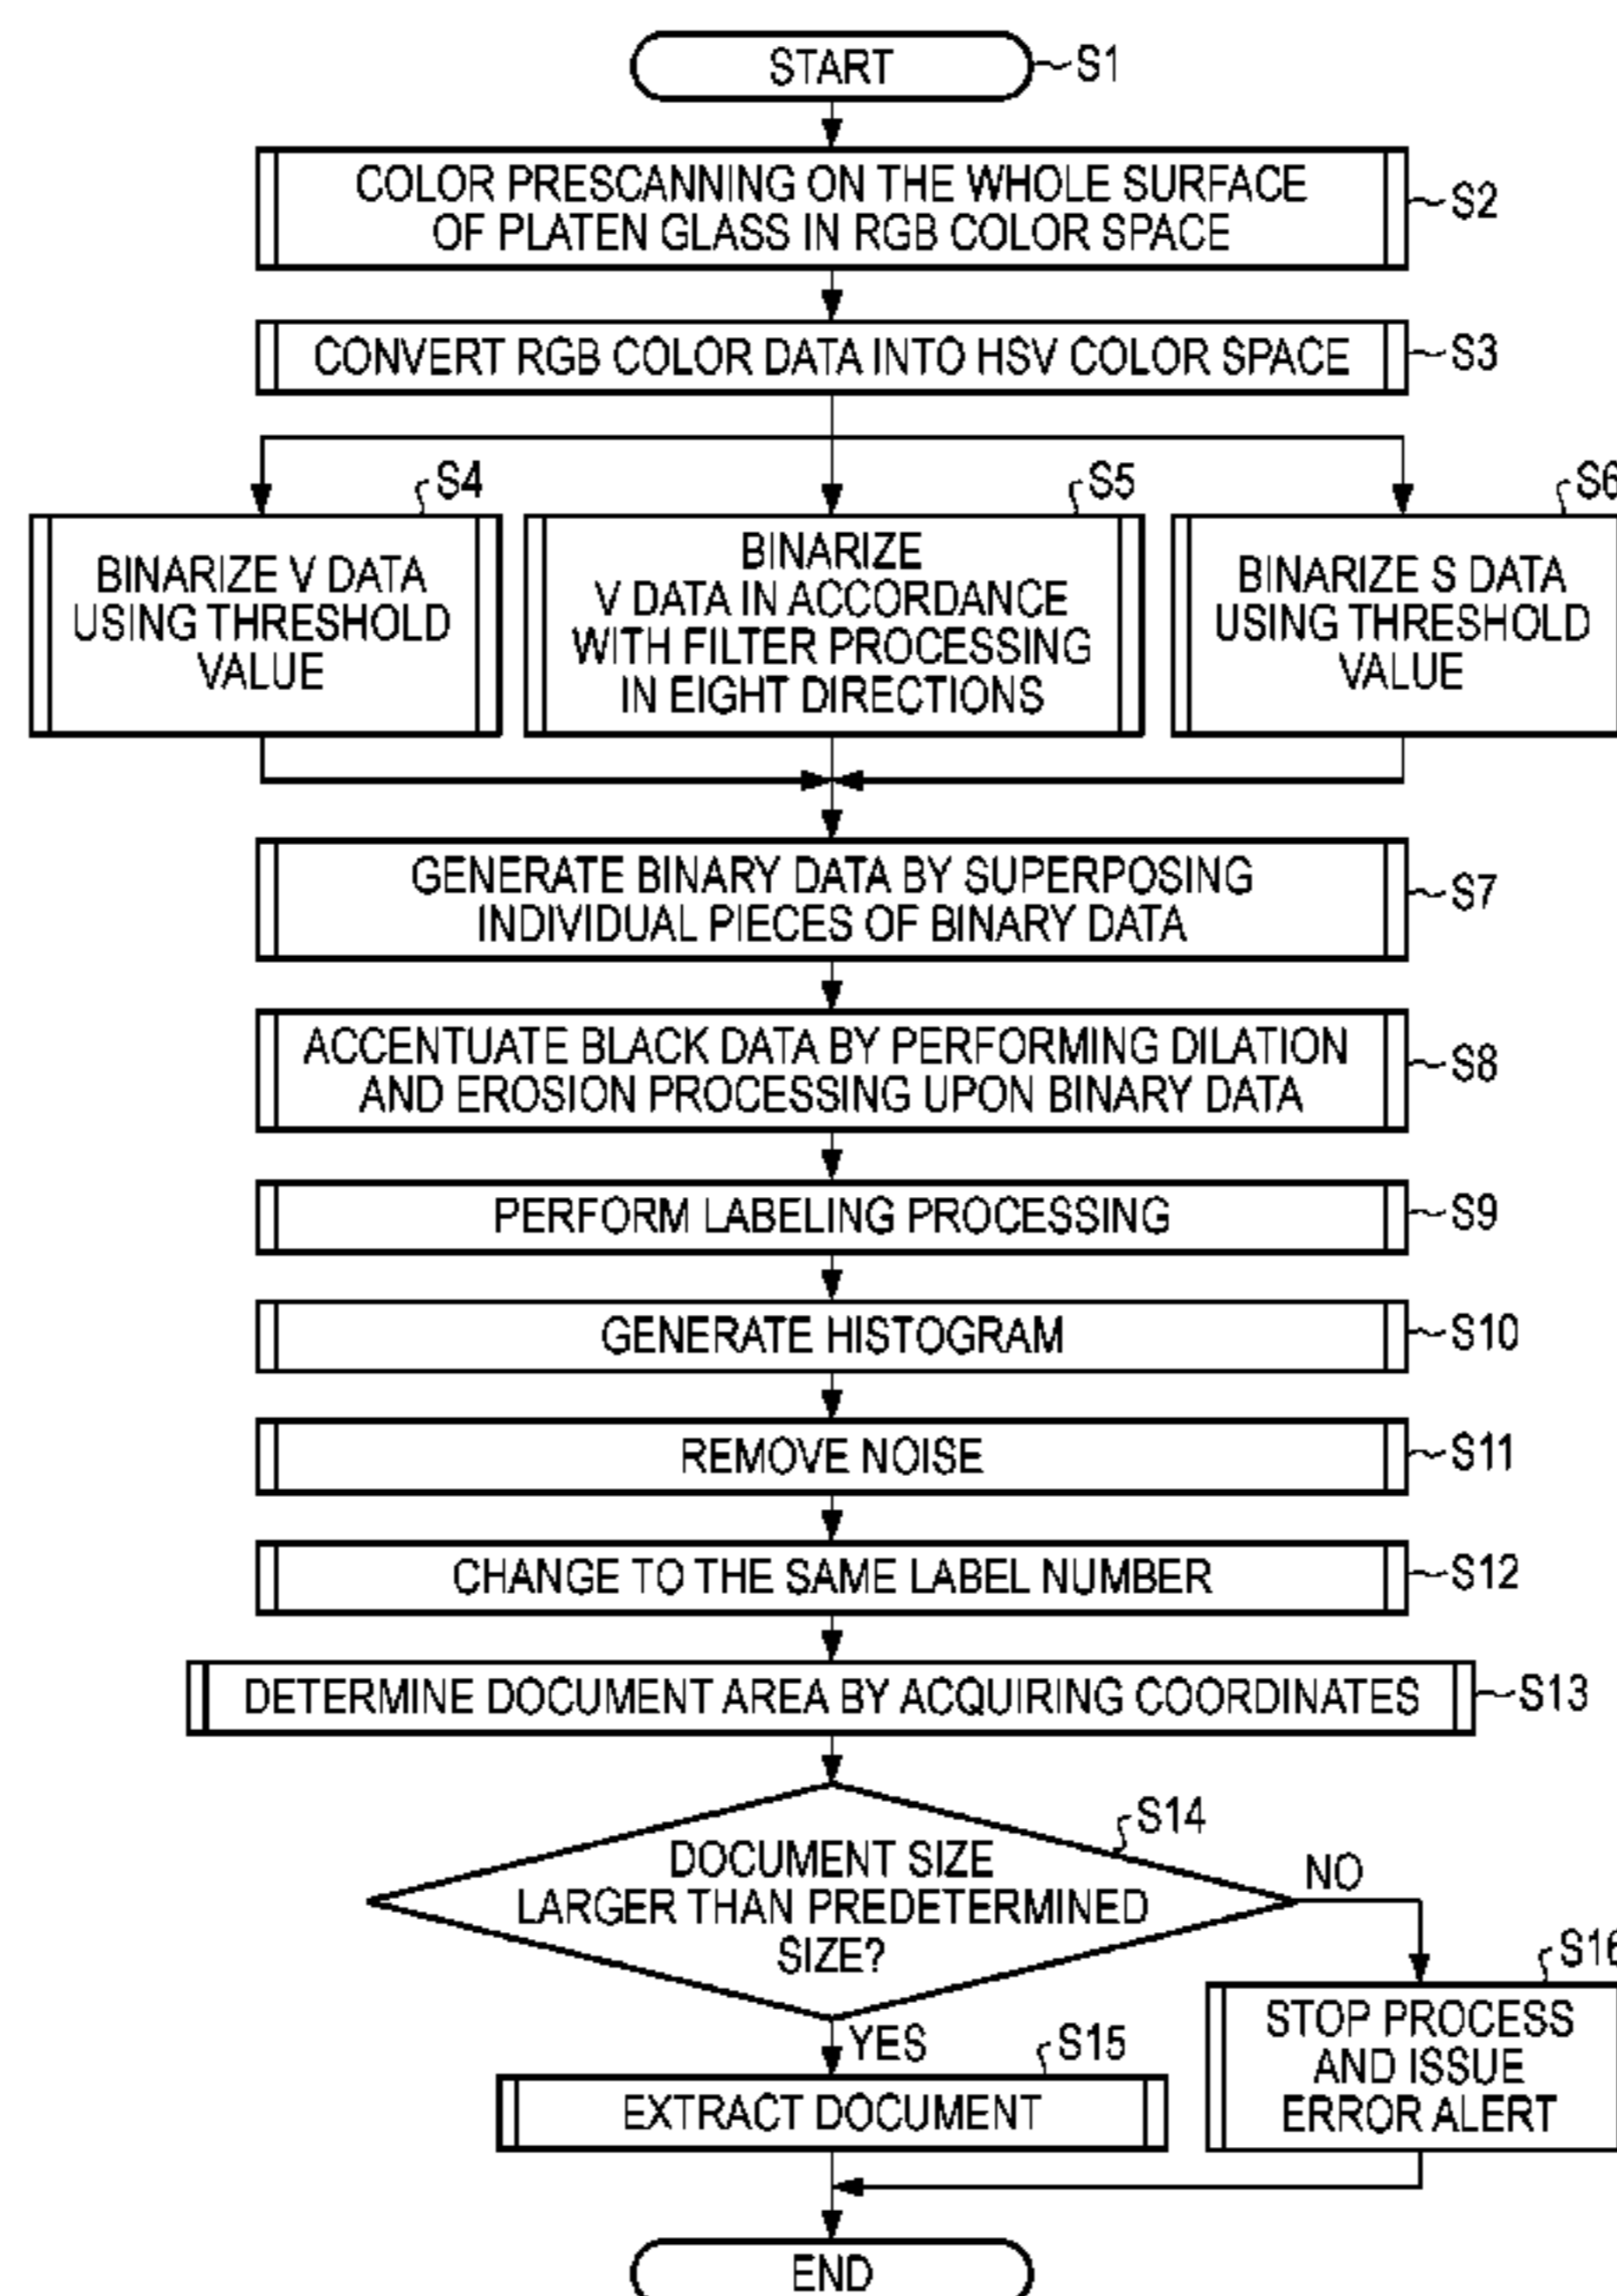 START
S1
COLOR PRESCANNING ON THE WHOLE SURFACE
OF PLATEN GLASS IN RGB COLOR SPACE
S2
CONVERT RGB COLOR DATA INTO HSV COLOR SPACE
S3
S4
BINARIZE V DATA
USING THRESHOLD
VALUE
S5
BINARIZE
V DATA IN ACCORDANCE
WITH FILTER PROCESSING
IN EIGHT DIRECTIONS
S6
BINARIZE S DATA
USING THRESHOLD
VALUE
GENERATE BINARY DATA BY SUPERPOSING
INDIVIDUAL PIECES OF BINARY DATA
S7
ACCENTUATE BLACK DATA BY PERFORMING DILATION
AND EROSION PROCESSING UPON BINARY DATA
S8
PERFORM LABELING PROCESSING
S9
GENERATE HISTOGRAM
S10
REMOVE NOISE
S11
CHANGE TO THE SAME LABEL NUMBER
S12
DETERMINE DOCUMENT AREA BY ACQUIRING COORDINATES
S13
S14
DOCUMENT SIZE
LARGER THAN PREDETERMINED
SIZE?
NO
YES
S15
EXTRACT DOCUMENT
S16
STOP PROCESS
AND ISSUE
ERROR ALERT
END